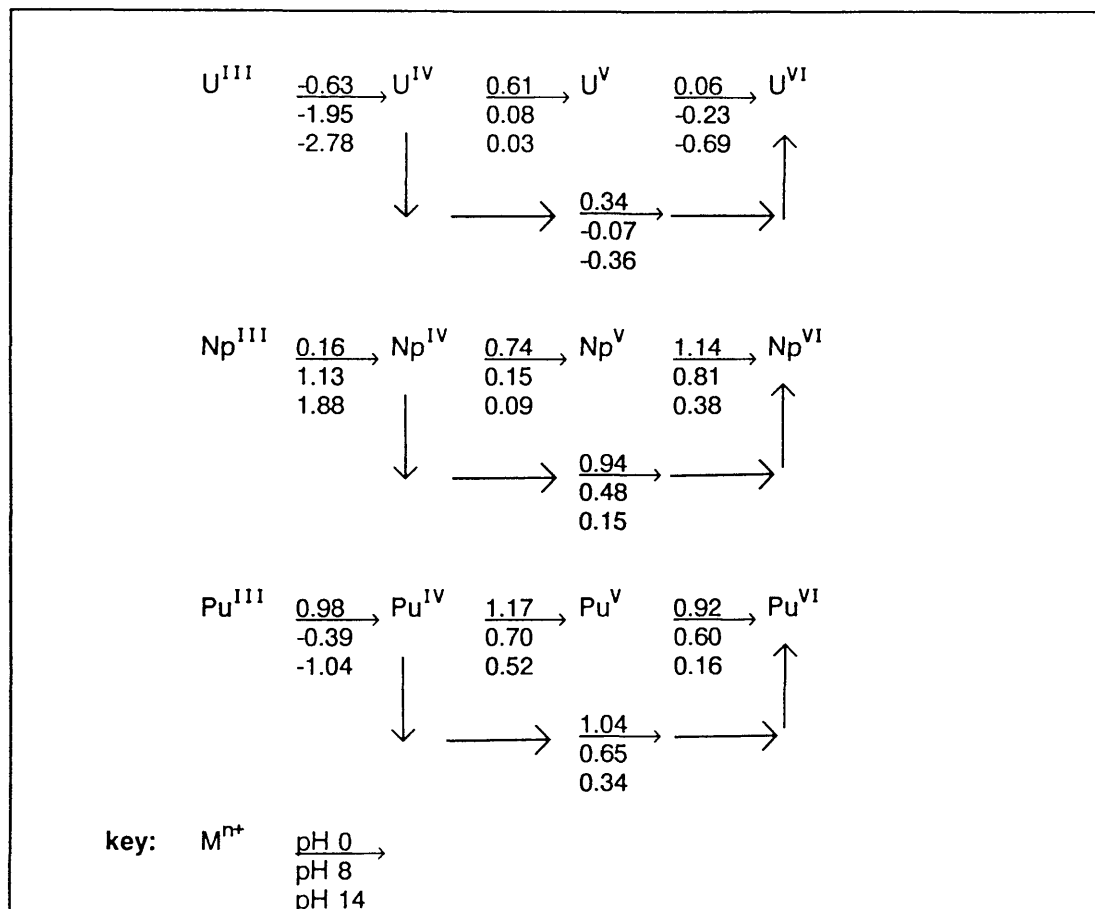 U^III -0.63 U^IV 0.61 U^V 0.06 U^VI
-1.95 0.08 -0.23
-2.78 0.03 -0.69
0.34
-0.07
-0.36
Np^III 0.16 Np^IV 0.74 Np^V 1.14 Np^VI
1.13 0.15 0.81
1.88 0.09 0.38
0.94
0.48
0.15
Pu^III 0.98 Pu^IV 1.17 Pu^V 0.92 Pu^VI
-0.39 0.70 0.60
-1.04 0.52 0.16
1.04
0.65
0.34
key: M^n+ pH 0
pH 8
pH 14